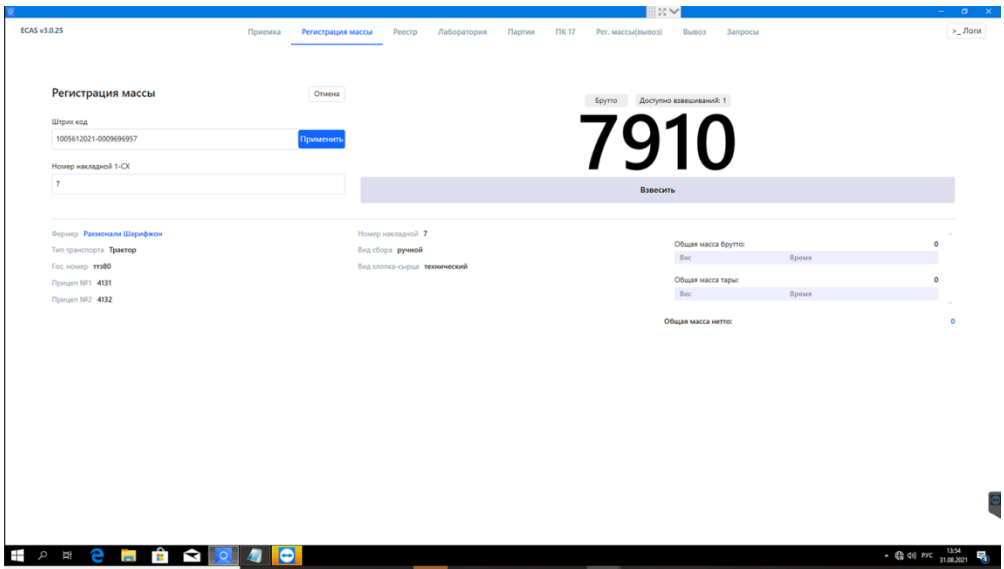 ECAS v3.0.25
Приемка Регистрация массы Реестр Лаборатория Партии ПК 17 Рег. массы(вывоз) Вывоз Запросы >_ Логи
Регистрация массы Отмена
Штрих код
1005612021-0009696957 Применить
Номер накладной 1-СХ
7
Брутто Доступно взвешиваний: 1
7910
Взвесить
Фермер Рахмонали Шарифжон
Тип транспорта Трактор
Гос. номер ттз80
Прицеп №1 4131
Прицеп №2 4132
Номер накладной 7
Вид сбора ручной
Вид хлопка-сырца технический
Общая масса брутто: 0
Вес Время
Общая масса тары: 0
Вес Время
Общая масса нетто: 0
РУС 13:54
31.08.2021